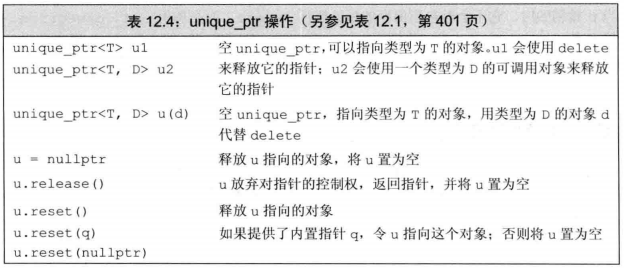 表 12.4：unique_ptr 操作（另参见表 12.1，第 401 页）
unique_ptr<T> u1 空 unique_ptr，可以指向类型为 T 的对象。u1 会使用 delete
unique_ptr<T, D> u2 来释放它的指针；u2 会使用一个类型为 D 的可调用对象来释放
它的指针
unique_ptr<T, D> u(d) 空 unique_ptr，指向类型为 T 的对象，用类型为 D 的对象 d
代替 delete
u = nullptr 释放 u 指向的对象，将 u 置为空
u.release() u 放弃对指针的控制权，返回指针，并将 u 置为空
u.reset() 释放 u 指向的对象
u.reset(q) 如果提供了内置指针 q，令 u 指向这个对象；否则将 u 置为空
u.reset(nullptr)